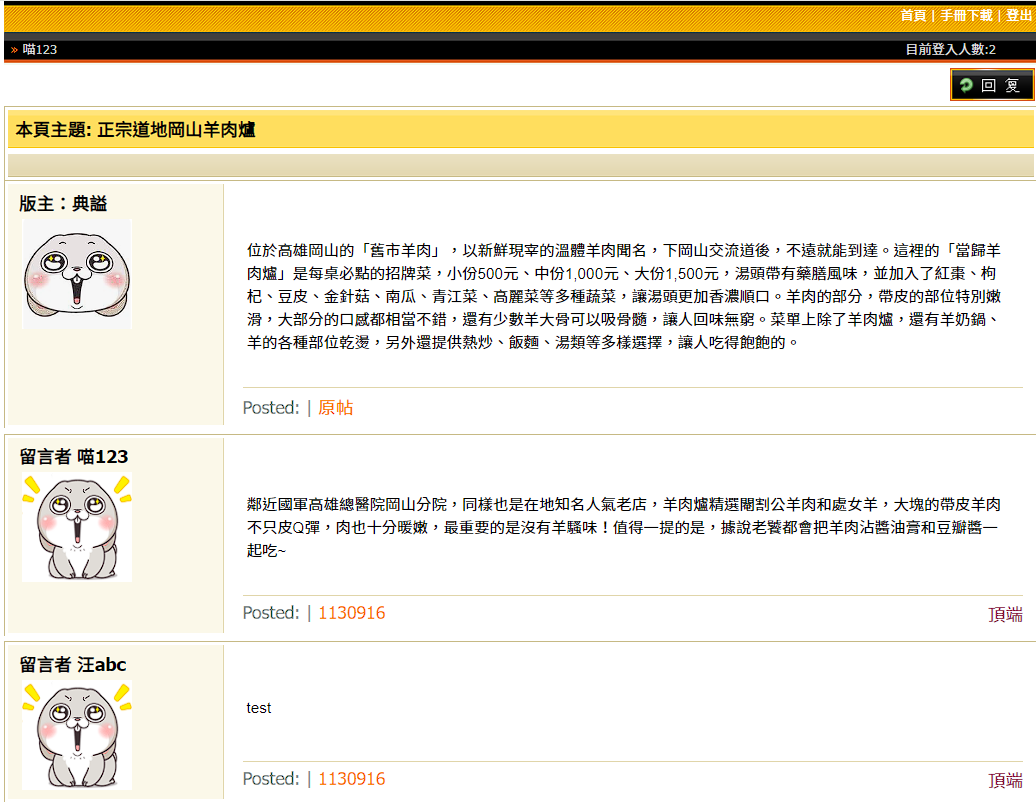 首頁 | 手冊下載 | 登出
» 喵123
目前登入人數:2
回 复
本頁主題: 正宗道地岡山羊肉爐
版主：典謚
位於高雄岡山的「舊市羊肉」，以新鮮現宰的溫體羊肉聞名，下岡山交流道後，不遠就能到達。這裡的「當歸羊
肉爐」是每桌必點的招牌菜，小份500元、中份1,000元、大份1,500元，湯頭帶有藥膳風味，並加入了紅棗、枸
杞、豆皮、金針菇、南瓜、青江菜、高麗菜等多種蔬菜，讓湯頭更加香濃順口。羊肉的部分，帶皮的部位特別嫩
滑，大部分的口感都相當不錯，還有少數羊大骨可以吸骨髓，讓人回味無窮。菜單上除了羊肉爐，還有羊奶鍋、
羊的各種部位乾燙，另外還提供熱炒、飯麵、湯類等多樣選擇，讓人吃得飽飽的。
Posted: | 原帖
留言者 喵123
鄰近國軍高雄總醫院岡山分院，同樣也是在地知名人氣老店，羊肉爐精選閹割公羊肉和處女羊，大塊的帶皮羊肉
不只皮Q彈，肉也十分暖嫩，最重要的是沒有羊騷味！值得一提的是，據說老饕都會把羊肉沾醬油膏和豆瓣醬一
起吃~
Posted: | 1130916
頂端
留言者 汪abc
test
Posted: | 1130916
頂端